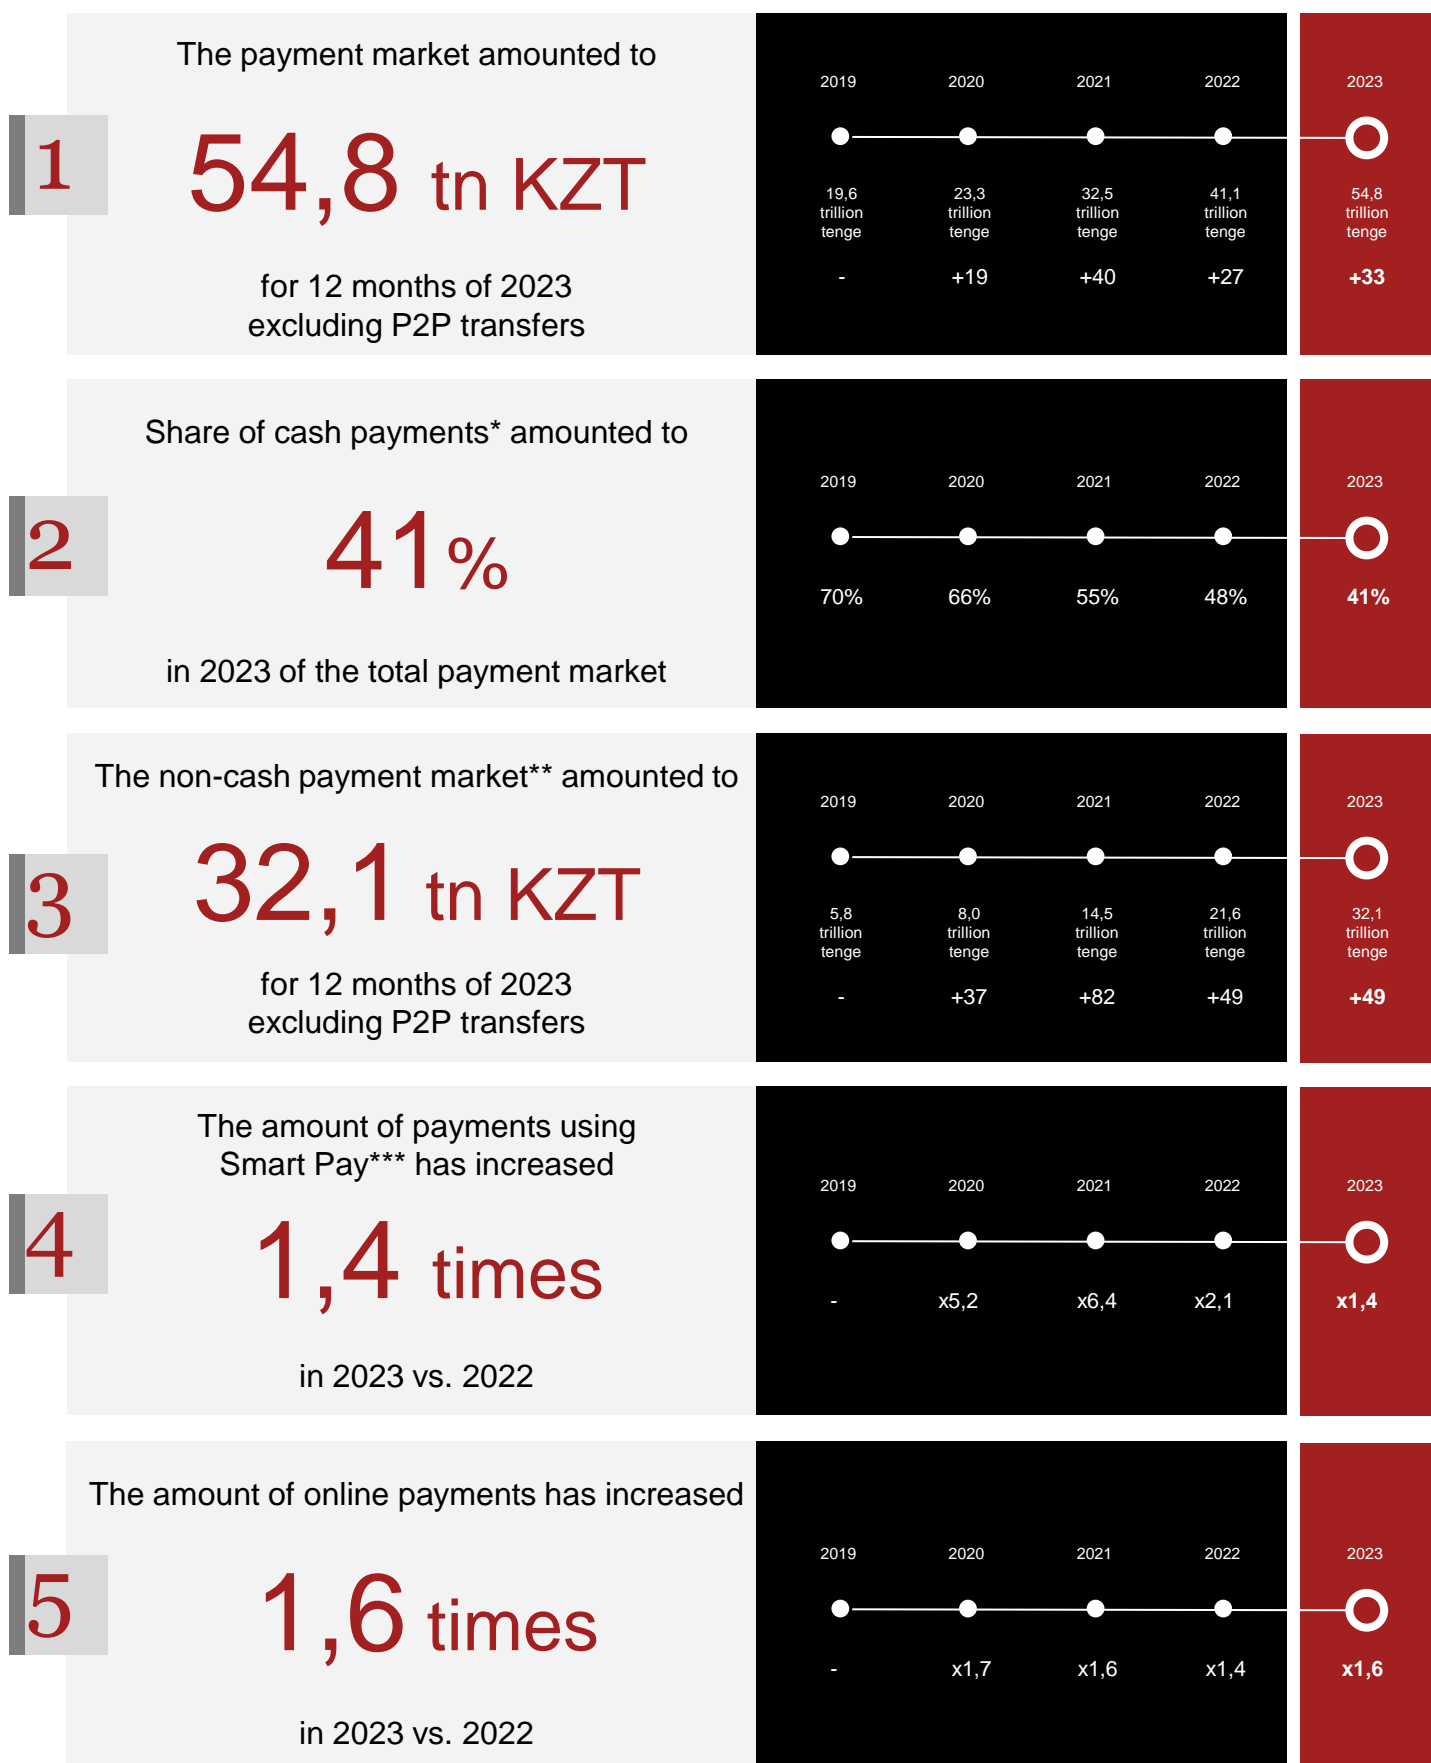 1
The payment market amounted to
54,8 tn KZT
for 12 months of 2023
excluding P2P transfers
2019 2020 2021 2022 2023
19,6 23,3 32,5 41,1 54,8
trillion trillion trillion trillion trillion
tenge tenge tenge tenge tenge
- +19 +40 +27 +33
2
Share of cash payments* amounted to
41%
in 2023 of the total payment market
2019 2020 2021 2022 2023
70% 66% 55% 48% 41%
3
The non-cash payment market** amounted to
32,1 tn KZT
for 12 months of 2023
excluding P2P transfers
2019 2020 2021 2022 2023
5,8 8,0 14,5 21,6 32,1
trillion trillion trillion trillion trillion
tenge tenge tenge tenge tenge
- +37 +82 +49 +49
4
The amount of payments using
Smart Pay*** has increased
1,4 times
in 2023 vs. 2022
2019 2020 2021 2022 2023
- x5,2 x6,4 x2,1 x1,4
5
The amount of online payments has increased
1,6 times
in 2023 vs. 2022
2019 2020 2021 2022 2023
- x1,7 x1,6 x1,4 x1,6